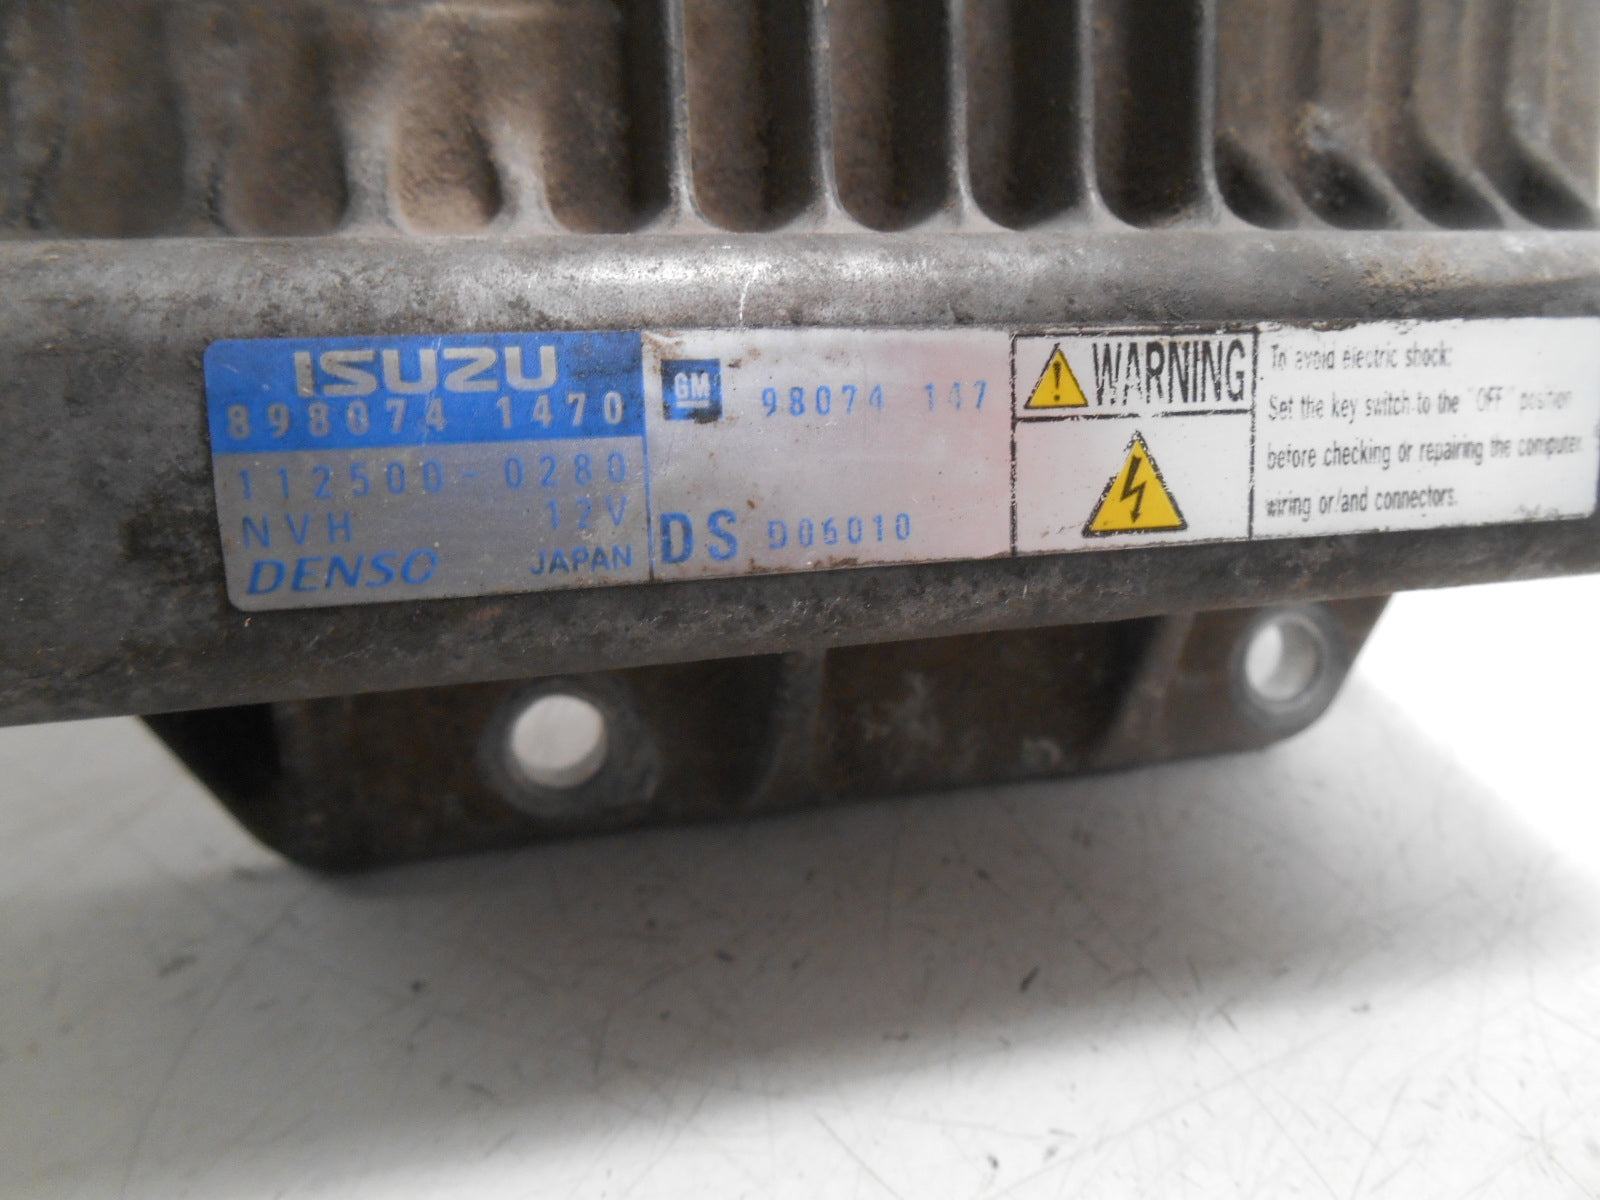 ISUZU
898074 1470
112500-0280
NVH 12V
DENSO JAPAN
GM 98074 147
DS D06010
WARNING
To avoid electric shock:
Set the key switch to the "OFF" position
before checking or repairing the computer,
wiring or/and connectors.